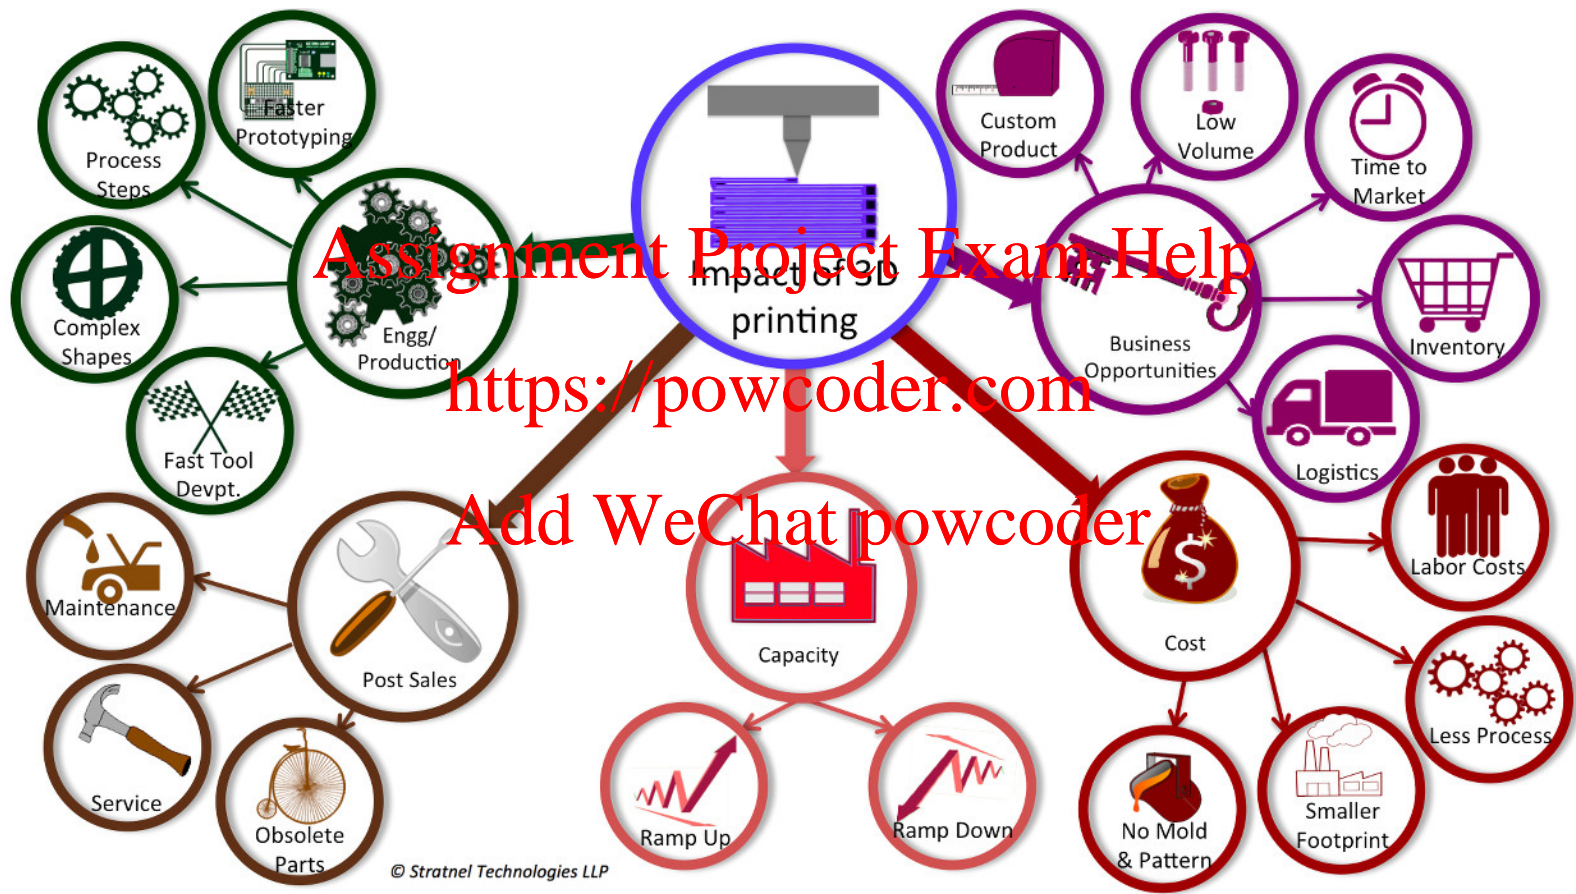 Faster
Prototyping
Process
Steps
Complex
Shapes
Fast Tool
Devpt.
Engg/
Production
Impact of 3D
printing
Custom
Product
Low
Volume
Time to
Market
Inventory
Logistics
Business
Opportunities
Assignment Project Exam Help
https://powcoder.com
Add WeChat powcoder
Maintenance
Service
Obsolete
Parts
Post Sales
Capacity
Ramp Up
Ramp Down
Cost
Labor Costs
Less Process
Smaller
Footprint
No Mold
& Pattern
© Stratnel Technologies LLP